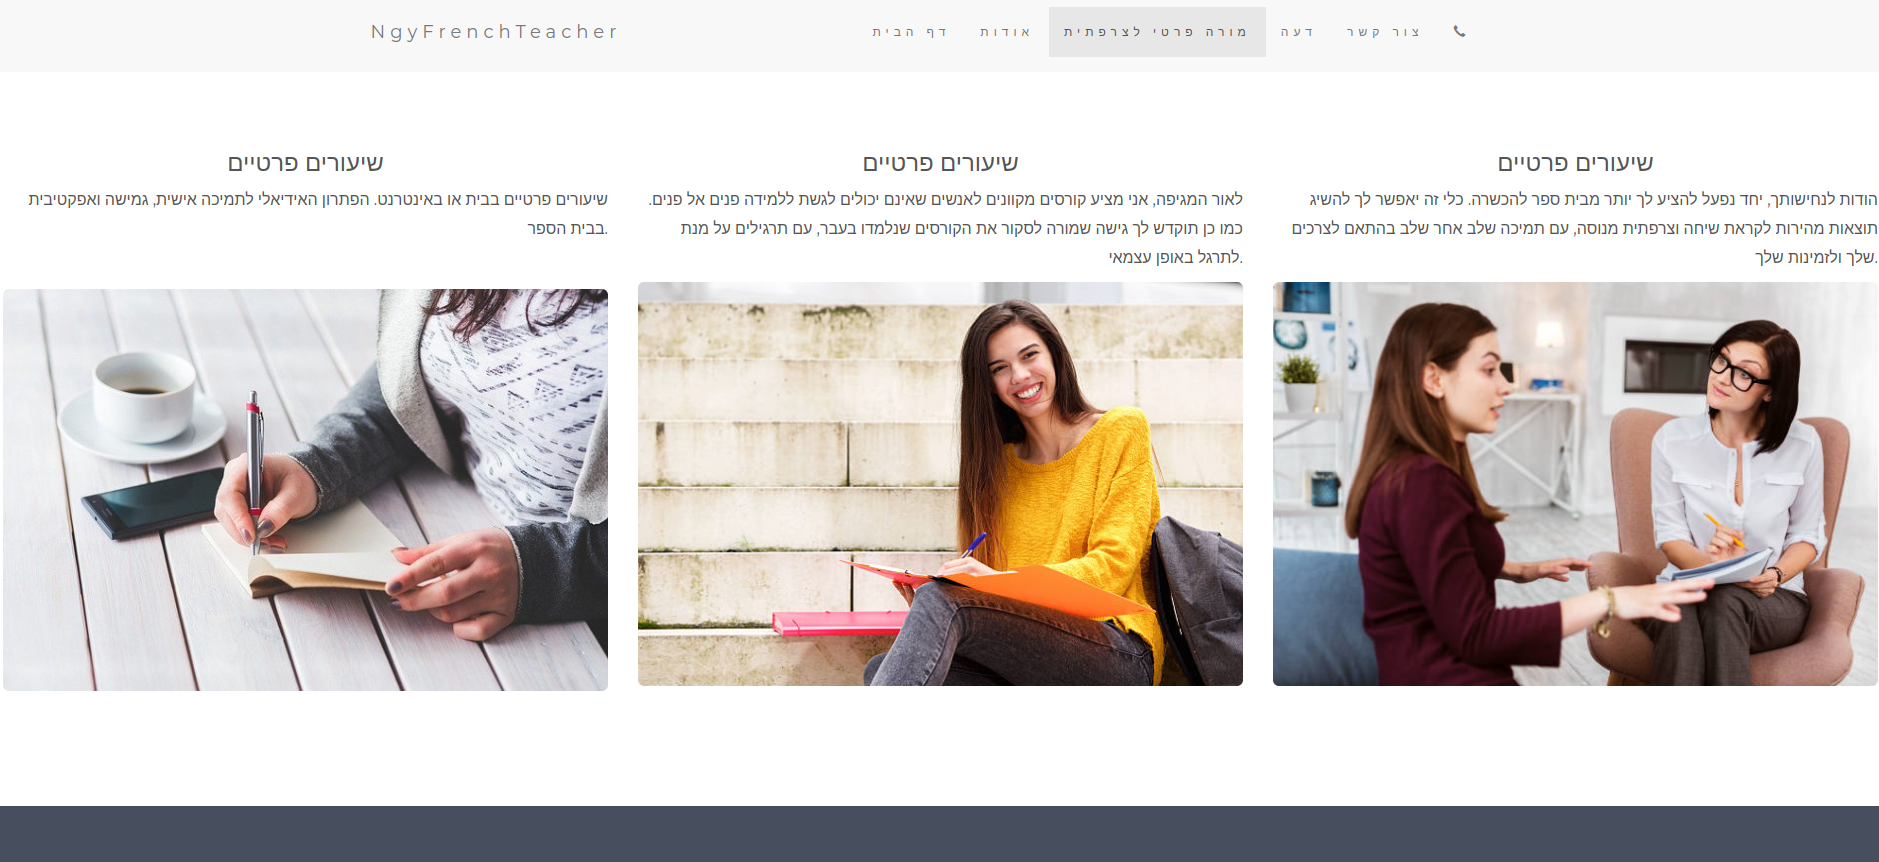 NgyFrenchTeacher
דף הבית
אודות
מורה פרטי לצרפתית
דעה
צור קשר
שיעורים פרטיים
שיעורים פרטיים בבית או באינטרנט. הפתרון האידיאלי לתמיכה אישית, גמישה ואפקטיבית
בבית הספר.
שיעורים פרטיים
לאור המגיפה, אני מציע קורסים מקוונים לאנשים שאינם יכולים לגשת ללמידה פנים אל פנים.
כמו כן תוקדש לך גישה שמורה לסקור את הקורסים שנלמדו בעבר, עם תרגילים על מנת
לתרגל באופן עצמאי.
שיעורים פרטיים
הודות לנחישותך, יחד נפעל להציע לך יותר מבית ספר להכשרה. כלי זה יאפשר לך להשיג
תוצאות מהירות לקראת שיחה וצרפתית מנוסה, עם תמיכה שלב אחר שלב בהתאם לצרכים
שלך ולזמינות שלך.